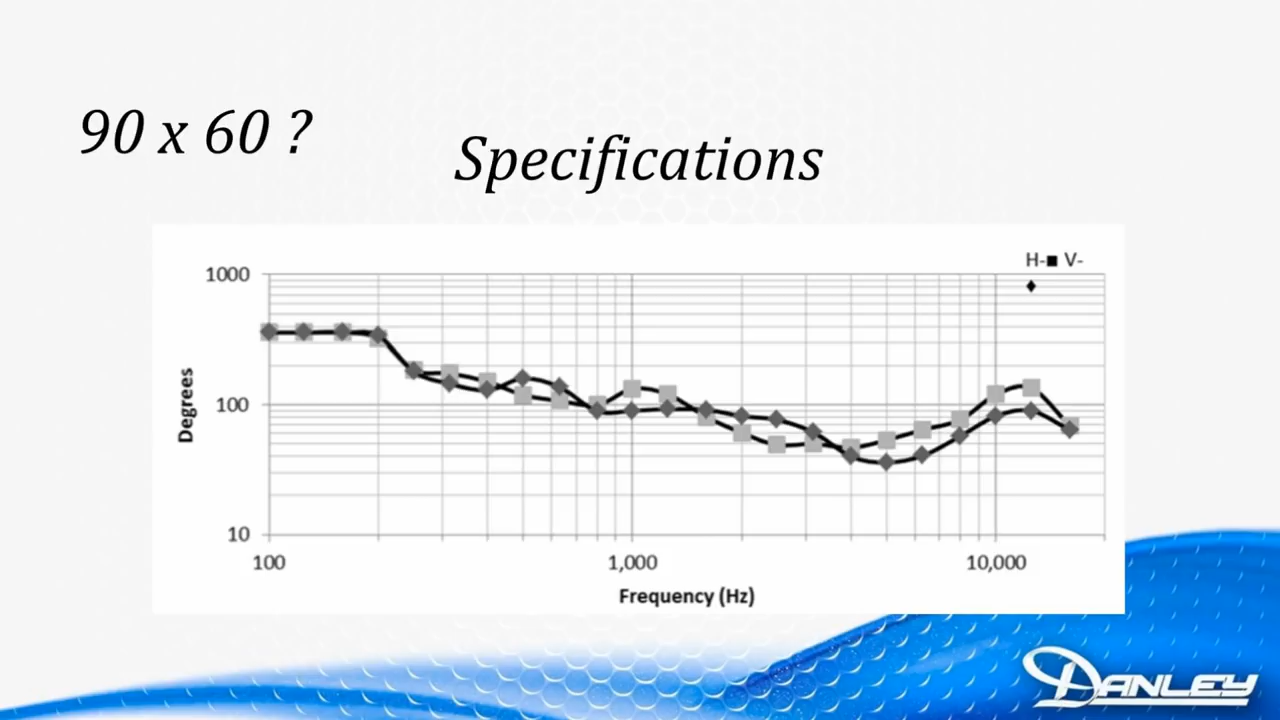 90 x 60 ?
Specifications
H-■ V-
♦
1000
100
10
Degrees
100
1,000
10,000
Frequency (Hz)
DANLEY